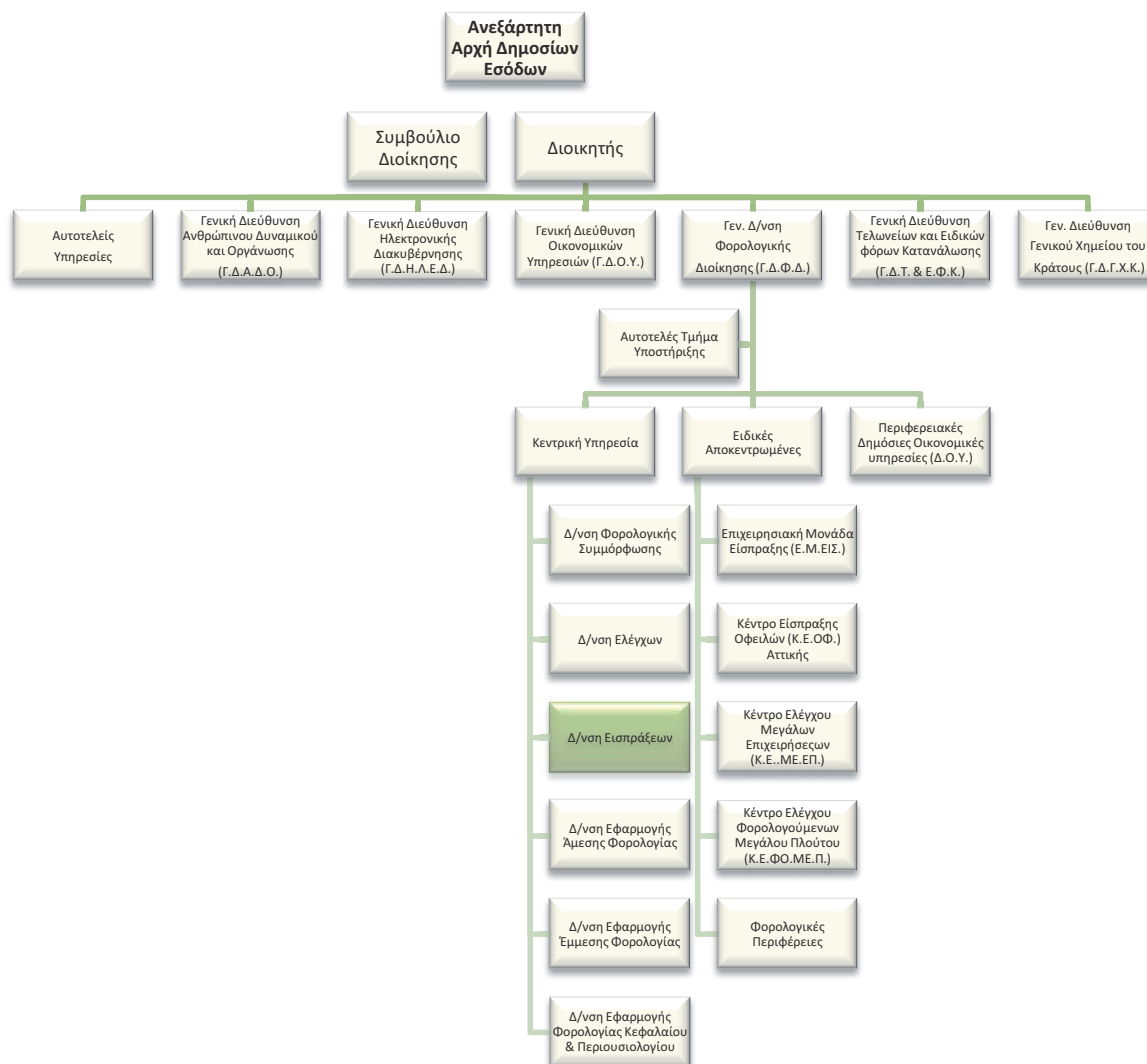 Ανεξάρτητη
Αρχή Δημοσίων
Εσόδων
Συμβούλιο
Διοίκησης
Διοικητής
Αυτοτελείς
Υπηρεσίες
Γενική Διεύθυνση
Ανθρώπινου Δυναμικού
και Οργάνωσης
(Γ.Δ.Α.Δ.Ο.)
Γενική Διεύθυνση
Ηλεκτρονικής
Διακυβέρνησης
(Γ.Δ.Η.Λ.Ε.Δ.)
Γενική Διεύθυνση
Οικονομικών
Υπηρεσιών (Γ.Δ.Ο.Υ.)
Γεν. Δ/νση
Φορολογικής
Διοίκησης (Γ.Δ.Φ.Δ.)
Γενική Διεύθυνση
Τελωνείων και Ειδικών
φόρων Κατανάλωσης
(Γ.Δ.Τ. & Ε.Φ.Κ.)
Γεν. Διεύθυνση
Γενικού Χημείου του
Κράτους (Γ.Δ.Γ.Χ.Κ.)
Αυτοτελές Τμήμα
Υποστήριξης
Κεντρική Υπηρεσία
Ειδικές
Αποκεντρωμένες
Περιφερειακές
Δημόσιες Οικονομικές
υπηρεσίες (Δ.Ο.Υ.)
Δ/νση Φορολογικής
Συμμόρφωσης
Δ/νση Ελέγχων
Δ/νση Εισπράξεων
Δ/νση Εφαρμογής
Άμεσης Φορολογίας
Δ/νση Εφαρμογής
Έμμεσης Φορολογίας
Δ/νση Εφαρμογής
Φορολογίας Κεφαλαίου
& Περιουσιολογίου
Επιχειρησιακή Μονάδα
Είσπραξης (Ε.Μ.ΕΙΣ.)
Κέντρο Είσπραξης
Οφειλών (Κ.Ε.ΟΦ.)
Αττικής
Κέντρο Ελέγχου
Μεγάλων
Επιχειρήσεςων
(Κ.Ε..ΜΕ.ΕΠ.)
Κέντρο Ελέγχου
Φορολογούμενων
Μεγάλου Πλούτου
(Κ.Ε.ΦΟ.ΜΕ.Π.)
Φορολογικές
Περιφέρειες